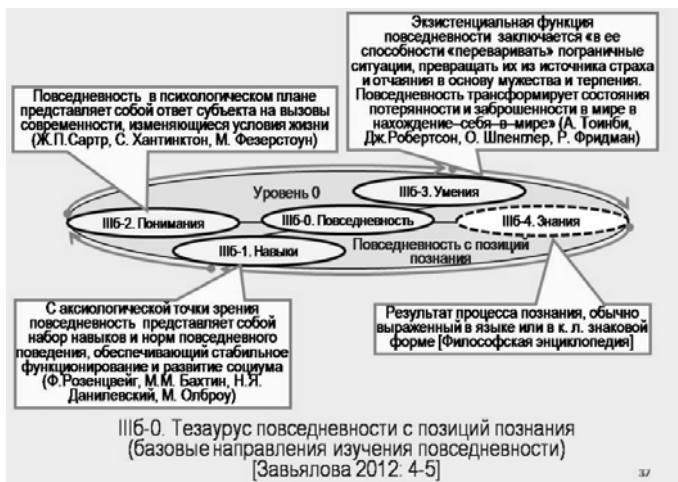 Экзистенциальная функция
повседневности заключается «в ее
способности «переваривать» пограничные
ситуации, превращать их из источника страха
и отчаяния в основу мужества и терпения.
Повседневность трансформирует состояния
потерянности и заброшенности в мире в
нахождение–себя–в–мире» (А. Тоинби,
Дж.Робертсон, О. Шпенглер, Р. Фридман)
Повседневность в психологическом плане
представляет собой ответ субъекта на вызовы
современности, изменяющиеся условия жизни
(Ж.П.Сартр, С. Хантинктон, М. Фезерстоун)
Уровень 0
IIIб-3. Умения
IIIб-2. Понимания
IIIб-0. Повседневность
IIIб-4. Знания
IIIб-1. Навыки
Повседневность с позиций
познания
С аксиологической точки зрения
повседневность представляет собой
набор навыков и норм повседневного
поведения, обеспечивающий стабильное
функционирование и развитие социума
(Ф.Розенцвейг, М.М. Бахтин, Н.Я.
Данилевский, М. Олброу)
Результат процесса познания, обычно
выраженный в языке или в к. л. знаковой
форме [Философская энциклопедия]
IIIб-0. Тезаурус повседневности с позиций познания
(базовые направления изучения повседневности)
[Завьялова 2012: 4-5]
37